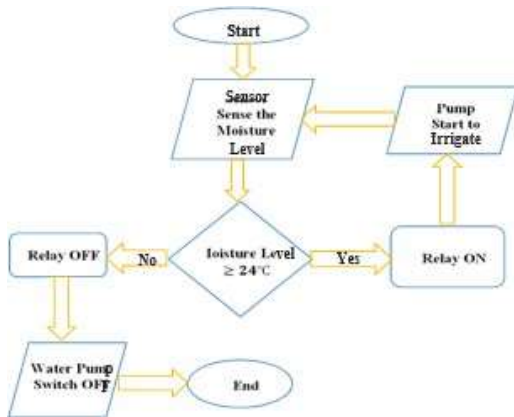 Start
Sensor
Sense the
Moisture
Level
Pump
Start to
Irrigate
Ioisture Level
≥ 24℃
No
Yes
Relay OFF
Relay ON
Water Pump
Switch OFF
End